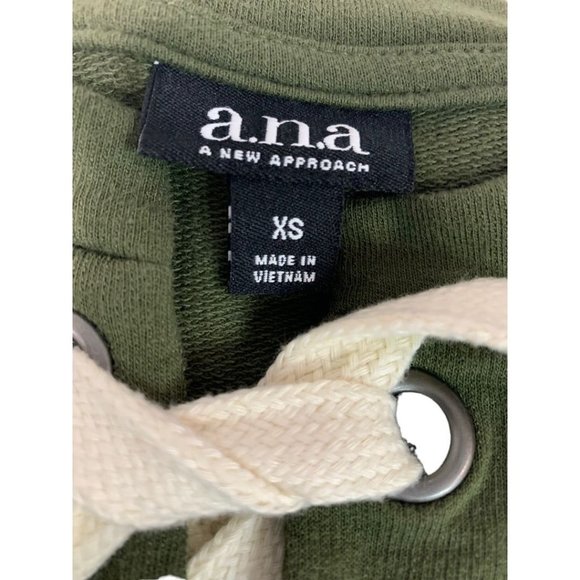 a.n.a
A NEW APPROACH
XS
MADE IN
VIETNAM